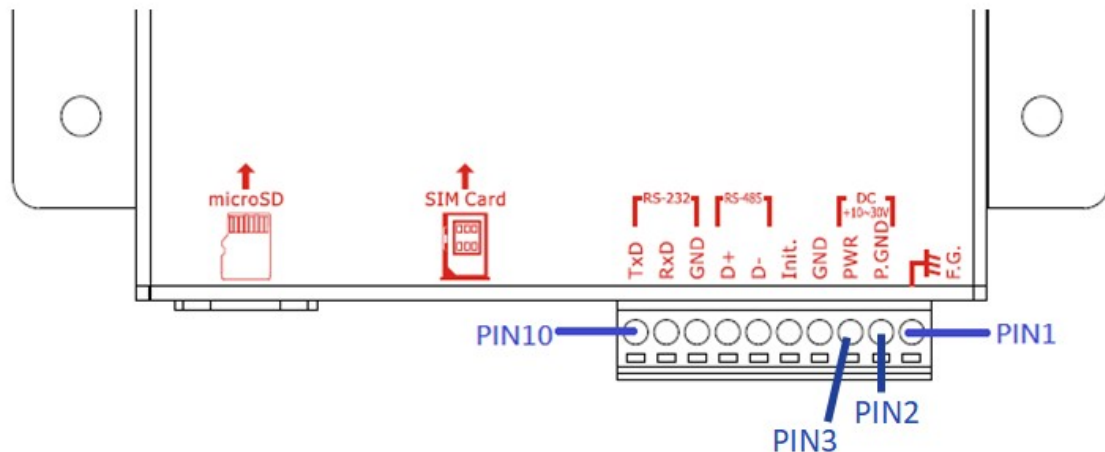 microSD
SIM Card
RS-232
RS-485
DC
+10~30V
TxD
RxD
GND
D+
D-
Init.
GND
PWR
P.GND
F.G.
PIN10
PIN1
PIN2
PIN3